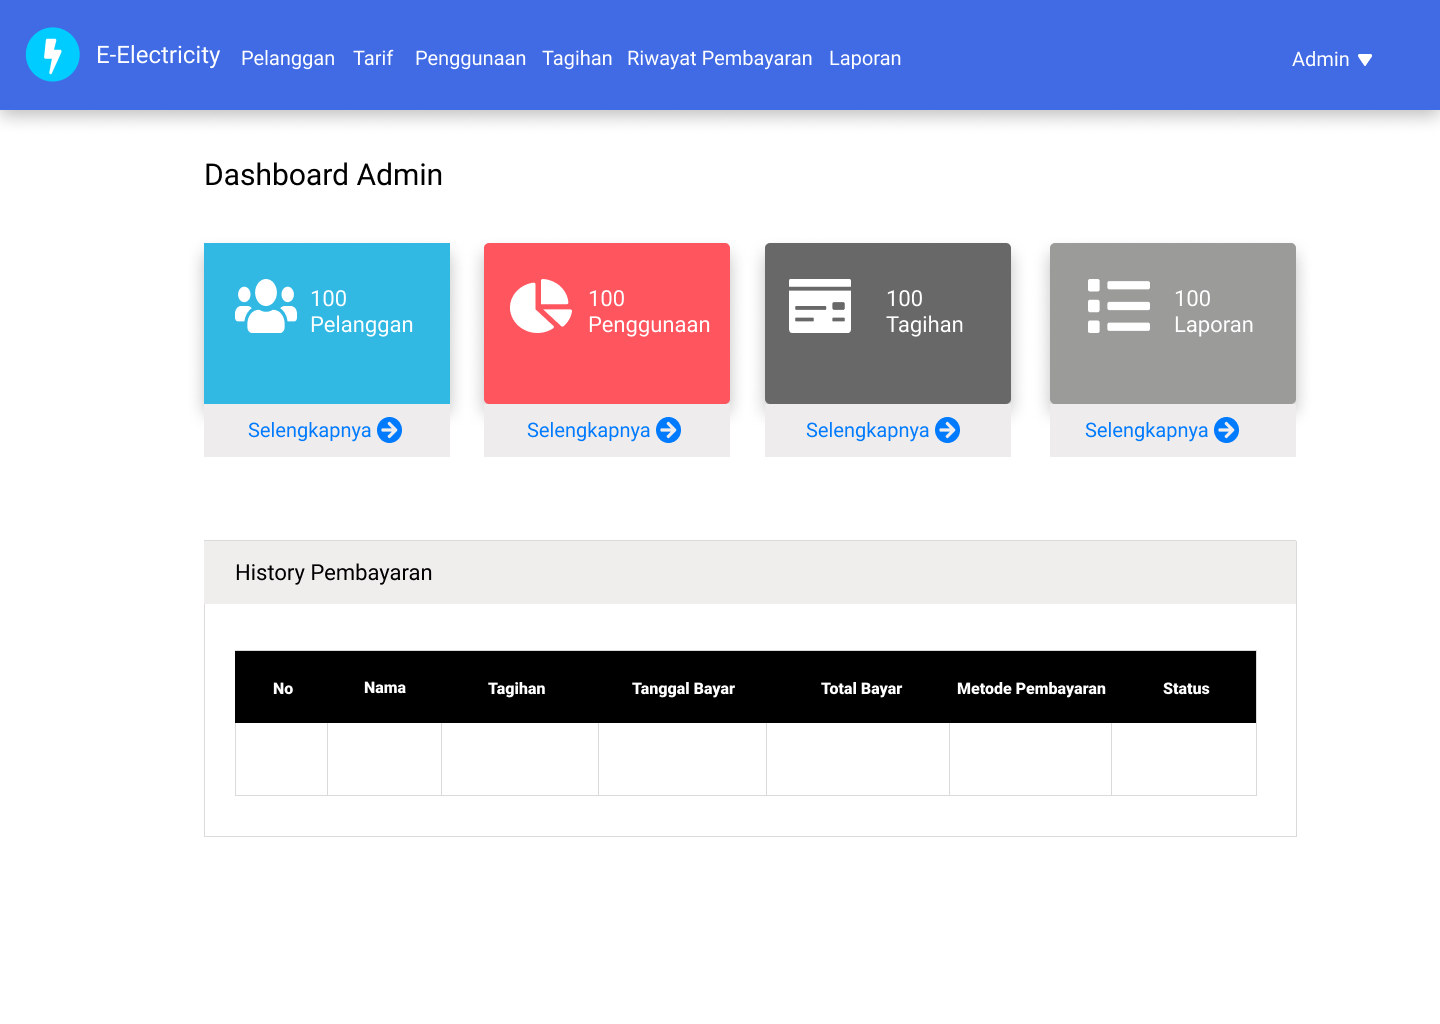 E-Electricity Pelanggan Tarif Penggunaan Tagihan Riwayat Pembayaran Laporan Admin
Dashboard Admin
100
Pelanggan
Selengkapnya
100
Penggunaan
Selengkapnya
100
Tagihan
Selengkapnya
100
Laporan
Selengkapnya
History Pembayaran
No Nama Tagihan Tanggal Bayar Total Bayar Metode Pembayaran Status